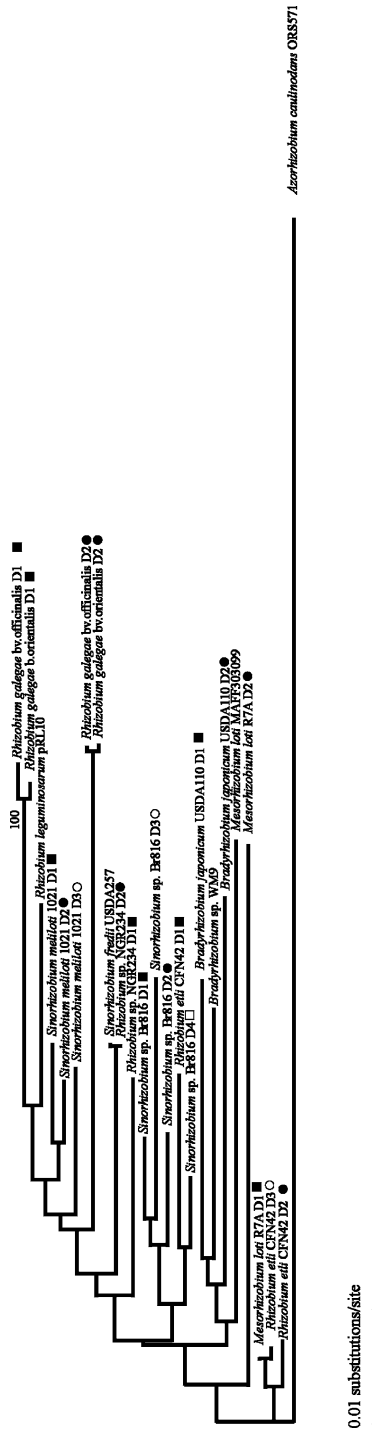 100
Rhizobium galegae bv.officinalis D1 ■
Rhizobium galegae b.orientalis D1 ■
Rhizobium leguminosarum pRL10
Sinorhizobium meliloti 1021 D1 ■
Sinorhizobium meliloti 1021 D2 ●
Sinorhizobium meliloti 1021 D3 ○
Rhizobium galegae bv.officinalis D2 ●
Rhizobium galegae bv.orientalis D2 ●
Sinorhizobium fredii USDA257
Rhizobium sp. NGR234 D2 ●
Rhizobium sp. NGR234 D1 ■
Sinorhizobium sp. Br816 D1 ■
Sinorhizobium sp. Br816 D3 ○
Sinorhizobium sp. Br816 D2 ●
Rhizobium etli CFN42 D1 ■
Sinorhizobium sp. Br816 D4 □
Bradyrhizobium japonicum USDA110 D1 ■
Bradyrhizobium sp. WM9
Bradyrhizobium japonicum USDA110 D2 ●
Mesorhizobium loti MAFF303099
Mesorhizobium loti R7A D2 ●
Mesorhizobium loti R7A D1 ■
Rhizobium etli CFN42 D3 ○
Rhizobium etli CFN42 D2 ●
Azorhizobium caulinodans ORS571
0.01 substitutions/site